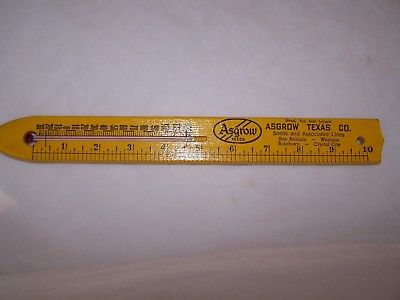 Asgrow
SEEDS
ASGROW TEXAS CO.
Seeds and Associated Lines
San Antonio - Weslaco
Robstown - Crystal City
1 2 3 4 5 6 7 8 9 10